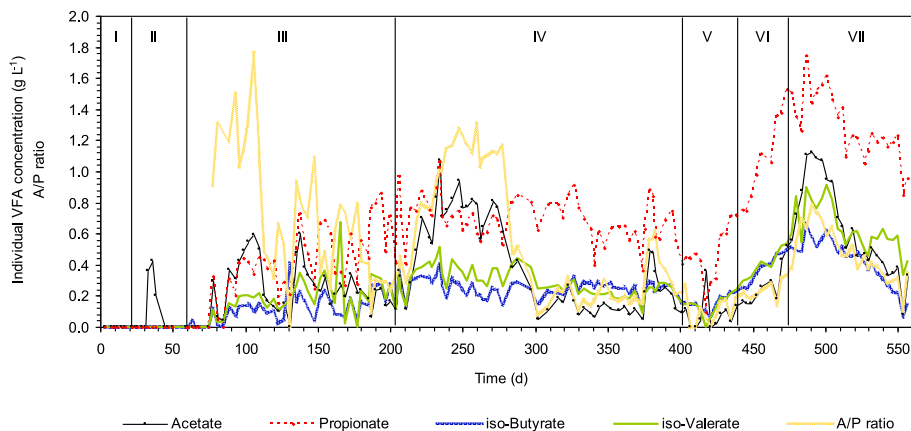 Individual VFA concentration (g L⁻¹)
A/P ratio
2.0
1.8
1.6
1.4
1.2
1.0
0.8
0.6
0.4
0.2
0.0
I II III IV V VI VII
0 50 100 150 200 250 300 350 400 450 500 550
Time (d)
Acetate Propionate iso-Butyrate iso-Valerate A/P ratio